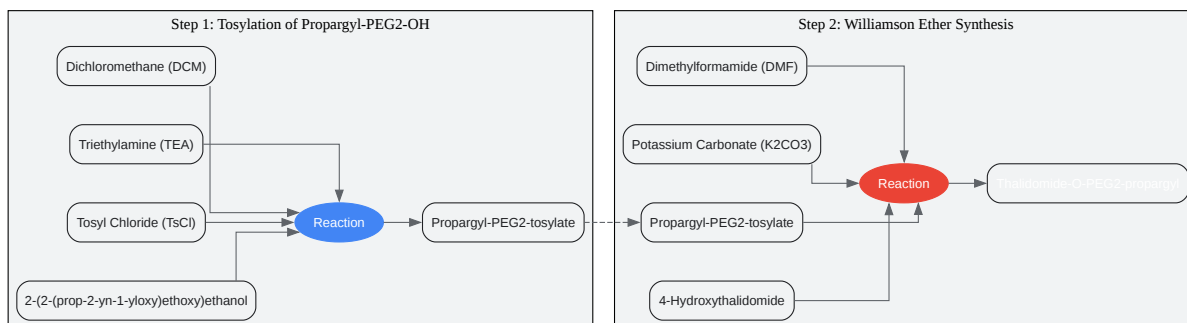 Step 1: Tosylation of Propargyl-PEG2-OH
Dichloromethane (DCM)
Triethylamine (TEA)
Tosyl Chloride (TsCl)
Reaction
Propargyl-PEG2-tosylate
2-(2-(prop-2-yn-1-yloxy)ethoxy)ethanol
Step 2: Williamson Ether Synthesis
Dimethylformamide (DMF)
Potassium Carbonate (K2CO3)
Reaction
Thalidomide-O-PEG2-propargyl
Propargyl-PEG2-tosylate
4-Hydroxythalidomide